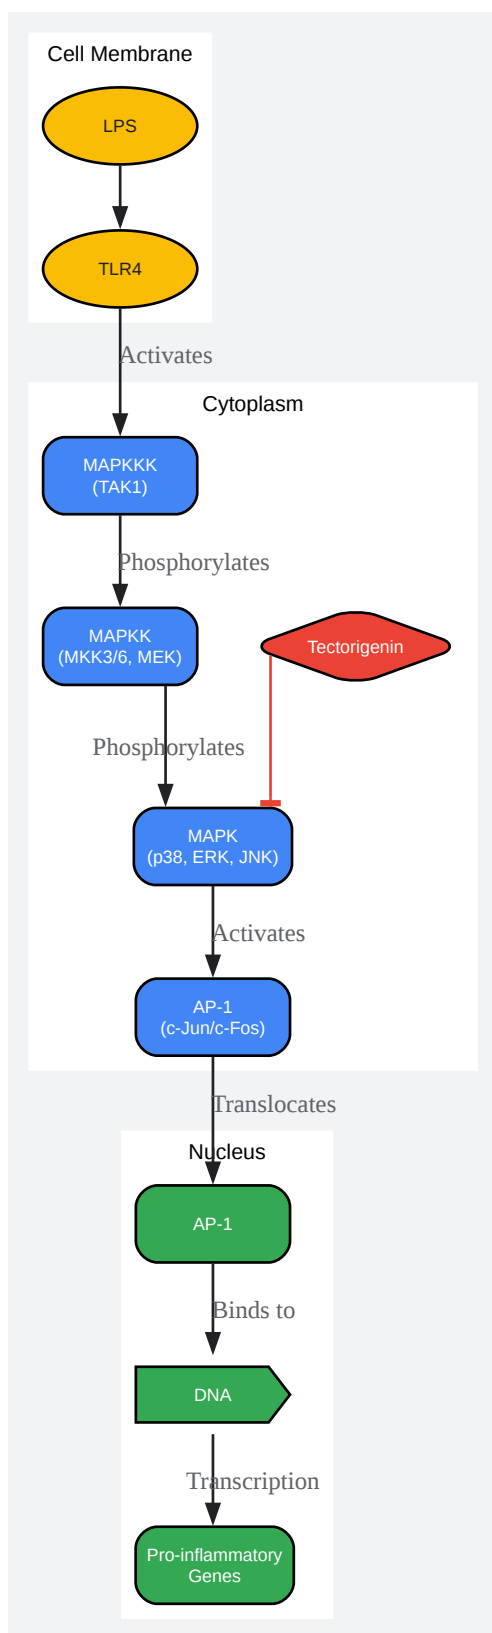 Cell Membrane
LPS
TLR4
Activates
Cytoplasm
MAPKKK
(TAK1)
Phosphorylates
MAPKK
(MKK3/6, MEK)
Tectorigenin
Phosphorylates
MAPK
(p38, ERK, JNK)
Activates
AP-1
(c-Jun/c-Fos)
Translocates
Nucleus
AP-1
Binds to
DNA
Transcription
Pro-inflammatory
Genes